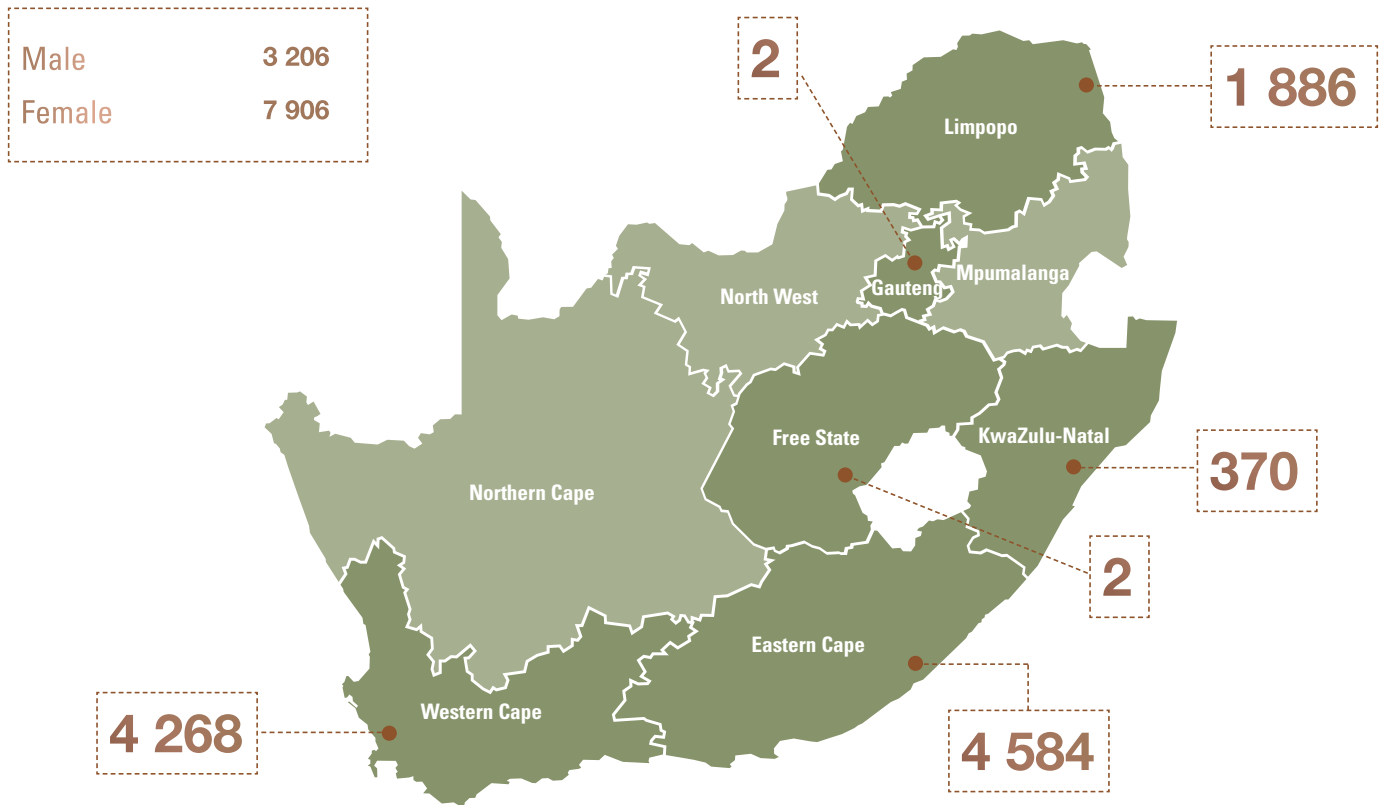 Male 3 206
Female 7 906
2
1 886
Limpopo
Mpumalanga
Gauteng
North West
Free State
KwaZulu-Natal
370
Northern Cape
2
Eastern Cape
Western Cape
4 268
4 584